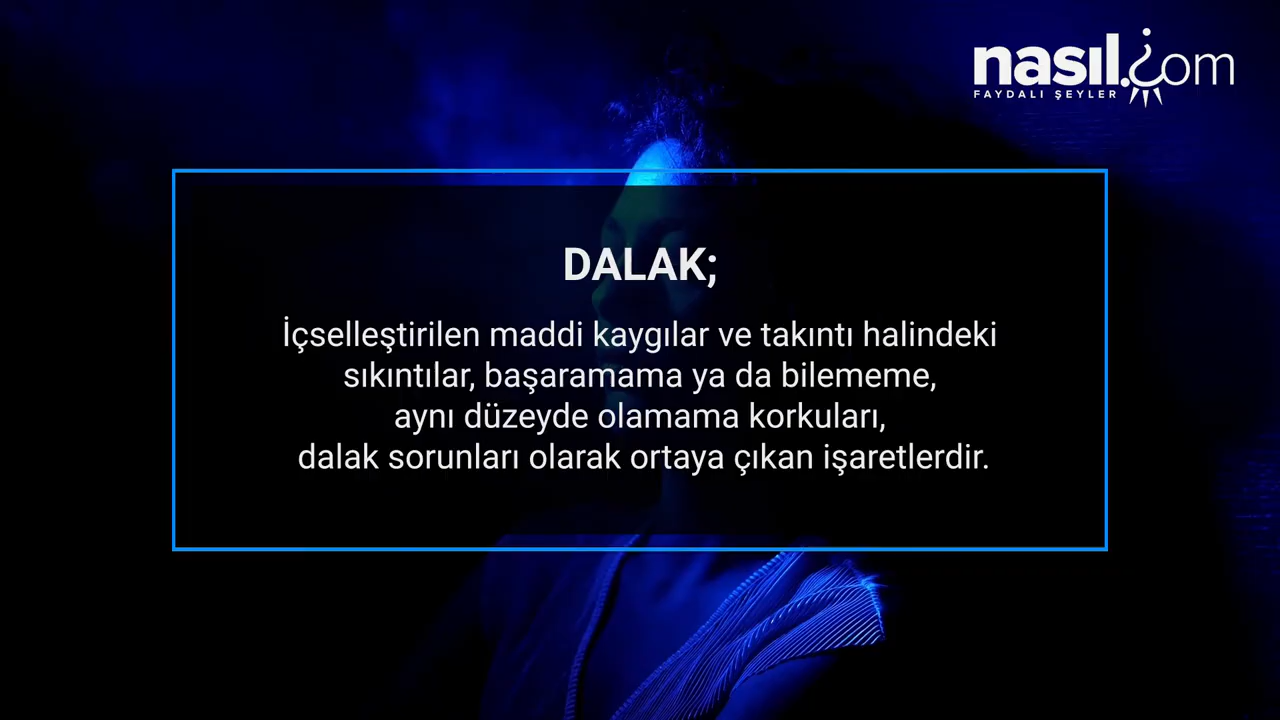 nasıl.com
FAYDALI ŞEYLER
DALAK;
İçselleştirilen maddi kaygılar ve takıntı halindeki
sıkıntılar, başaramama ya da bilememe,
aynı düzeyde olamama korkuları,
dalak sorunları olarak ortaya çıkan işaretlerdir.